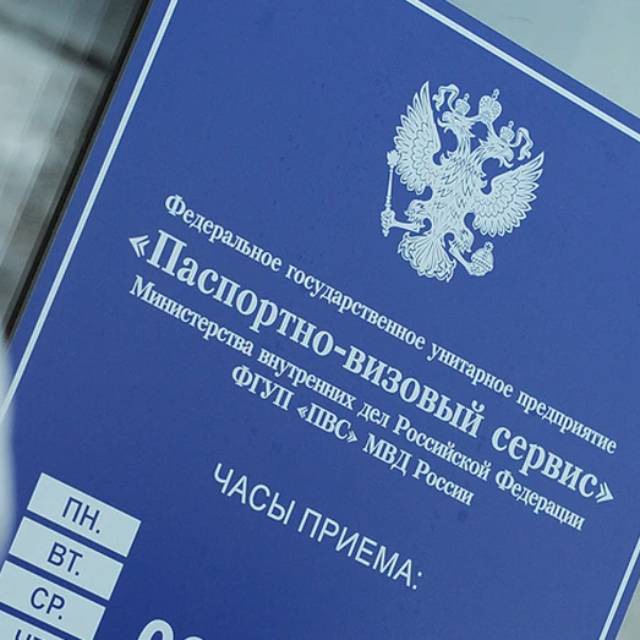 Федеральное государственное унитарное предприятие
«Паспортно-визовый сервис»
Министерства внутренних дел Российской Федерации
ФГУП «ПВС» МВД России
ЧАСЫ ПРИЕМА:
ПН.
ВТ.
СР.